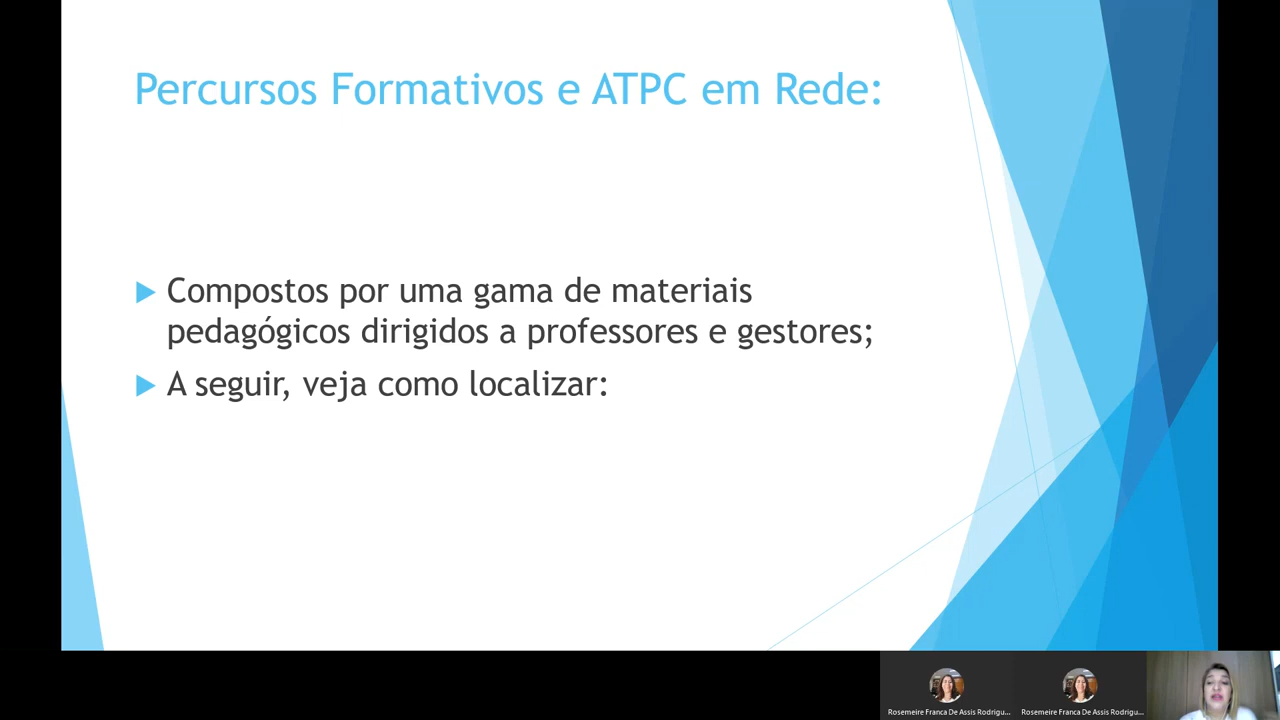 Percursos Formativos e ATPC em Rede:
Compostos por uma gama de materiais
pedagógicos dirigidos a professores e gestores;
A seguir, veja como localizar:
Rosemeire Franca De Assis Rodrigu...
Rosemeire Franca De Assis Rodrigu...